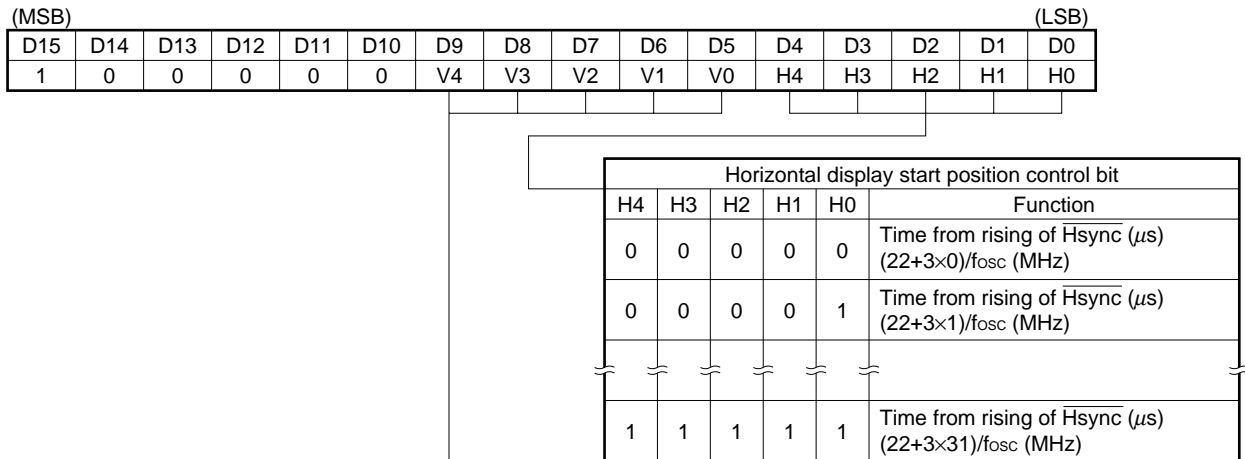 (MSB) (LSB)
D15 D14 D13 D12 D11 D10 D9 D8 D7 D6 D5 D4 D3 D2 D1 D0
1 0 0 0 0 0 V4 V3 V2 V1 V0 H4 H3 H2 H1 H0
Horizontal display start position control bit
H4 H3 H2 H1 H0 Function
0 0 0 0 0 Time from rising of Hsync (µs)
(22+3×0)/fosc (MHz)
0 0 0 0 1 Time from rising of Hsync (µs)
(22+3×1)/fosc (MHz)
1 1 1 1 1 Time from rising of Hsync (µs)
(22+3×31)/fosc (MHz)